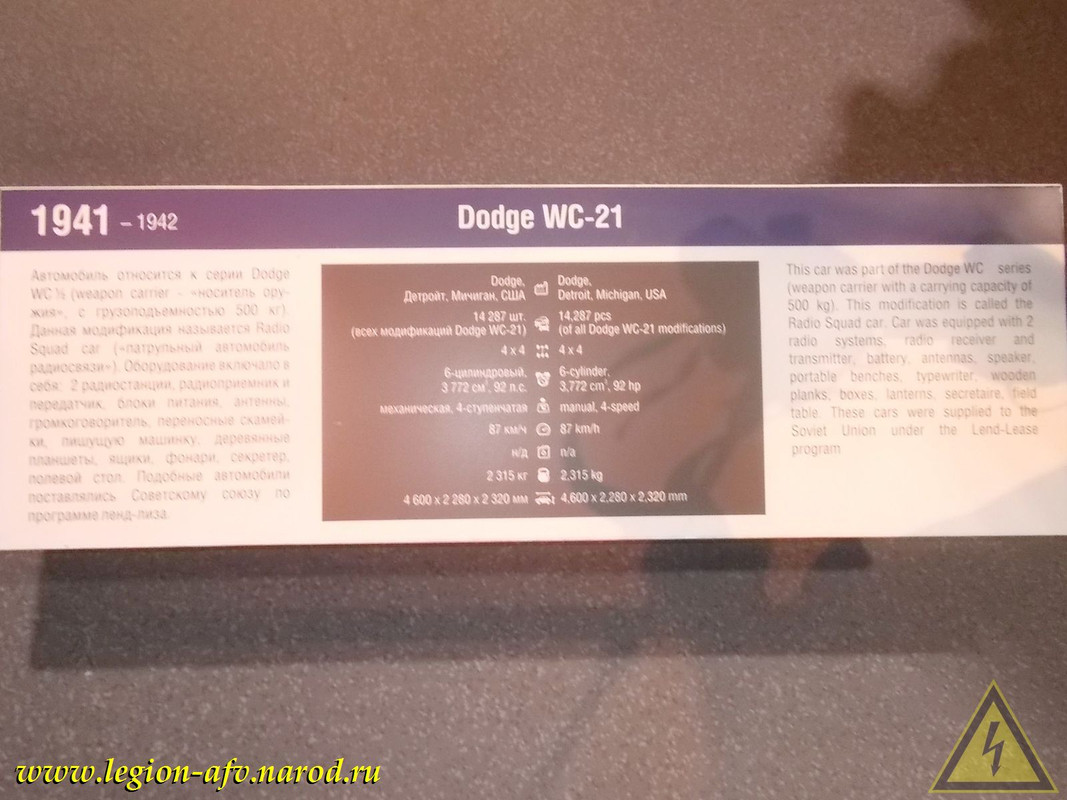 1941 – 1942
Dodge WC-21
Автомобиль относится к серии Dodge
WC ½ (weapon carrier - «носитель ору-
жия», с грузоподъемностью 500 кг).
Данная модификация называется Radio
Squad car («патрульный автомобиль
радиосвязи»). Оборудование включало в
себя: 2 радиостанции, радиоприемник и
передатчик, блоки питания, антенны,
громкоговоритель, переносные скамей-
ки, пишущую машинку, деревянные
планшеты, ящики, фонари, секретер,
полевой стол. Подобные автомобили
поставлялись Советскому союзу по
программе ленд-лиза.
Dodge,
Детройт, Мичиган, США
14 287 шт.
(всех модификаций Dodge WC-21)
4 x 4
6-цилиндровый,
3 772 см³, 92 л.с.
механическая, 4-ступенчатая
87 км/ч
н/д
2 315 кг
4 600 x 2 280 x 2 320 мм
Dodge,
Detroit, Michigan, USA
14,287 pcs
(of all Dodge WC-21 modifications)
4 x 4
6-cylinder,
3,772 cm³, 92 hp
manual, 4-speed
87 km/h
n/a
2,315 kg
4,600 x 2,280 x 2,320 mm
This car was part of the Dodge WC series
(weapon carrier with a carrying capacity of
500 kg). This modification is called the
Radio Squad car. Car was equipped with 2
radio systems, radio receiver and
transmitter, battery, antennas, speaker,
portable benches, typewriter, wooden
planks, boxes, lanterns, secretaire, field
table. These cars were supplied to the
Soviet Union under the Lend-Lease
program
www.legion-afv.narod.ru